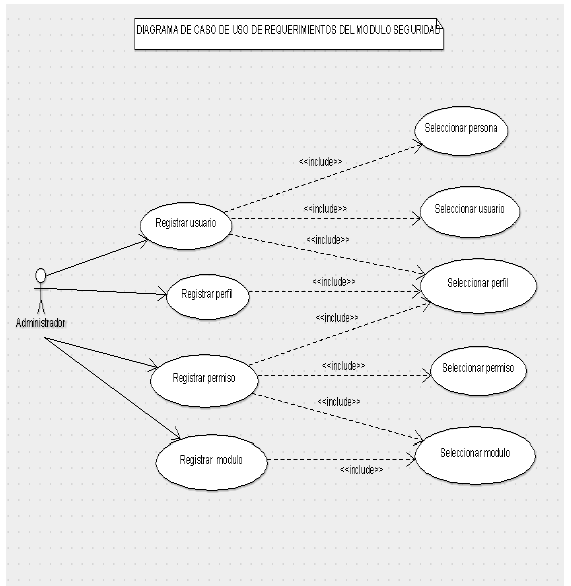 DIAGRAMA DE CASO DE USO DE REQUERIMIENTOS DEL MODULO SEGURIDAD
Seleccionar persona
<<include>>
Registrar usuario
<<include>>
Seleccionar usuario
<<include>>
Registrar perfil
<<include>>
Seleccionar perfil
Administrador
<<include>>
Registrar permiso
<<include>>
Seleccionar permiso
<<include>>
Registrar modulo
Seleccionar modulo
<<include>>